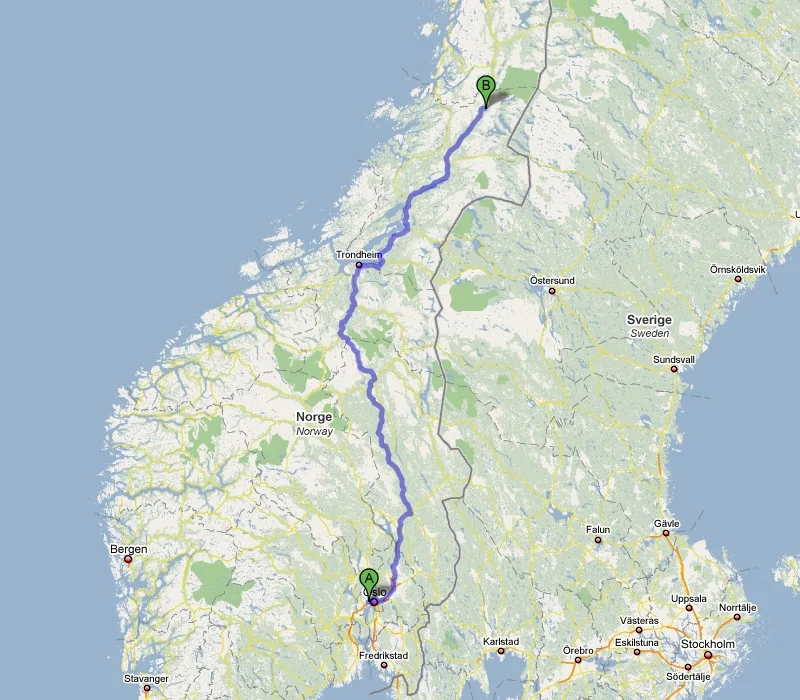 B
Trondheim
Östersund
Örnsköldsvik
Sverige
Sweden
Sundsvall
Norge
Norway
Bergen
Falun
Gävle
A
Oslo
Uppsala
Norrtälje
Västerås
Eskilstuna
Stockholm
Karlstad
Örebro
Fredrikstad
Södertälje
Stavanger